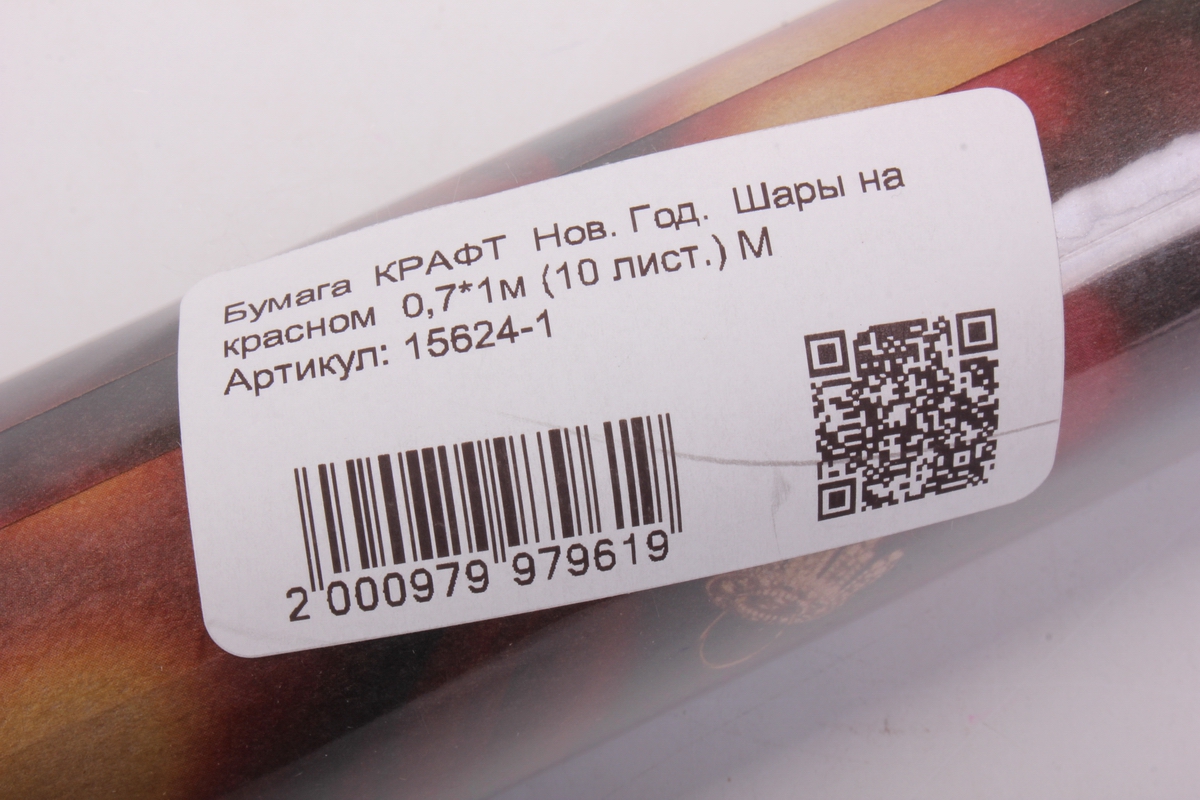 Бумага КРАФТ Нов. Год. Шары на
красном 0,7*1м (10 лист.) М
Артикул: 15624-1
2 000979 979619